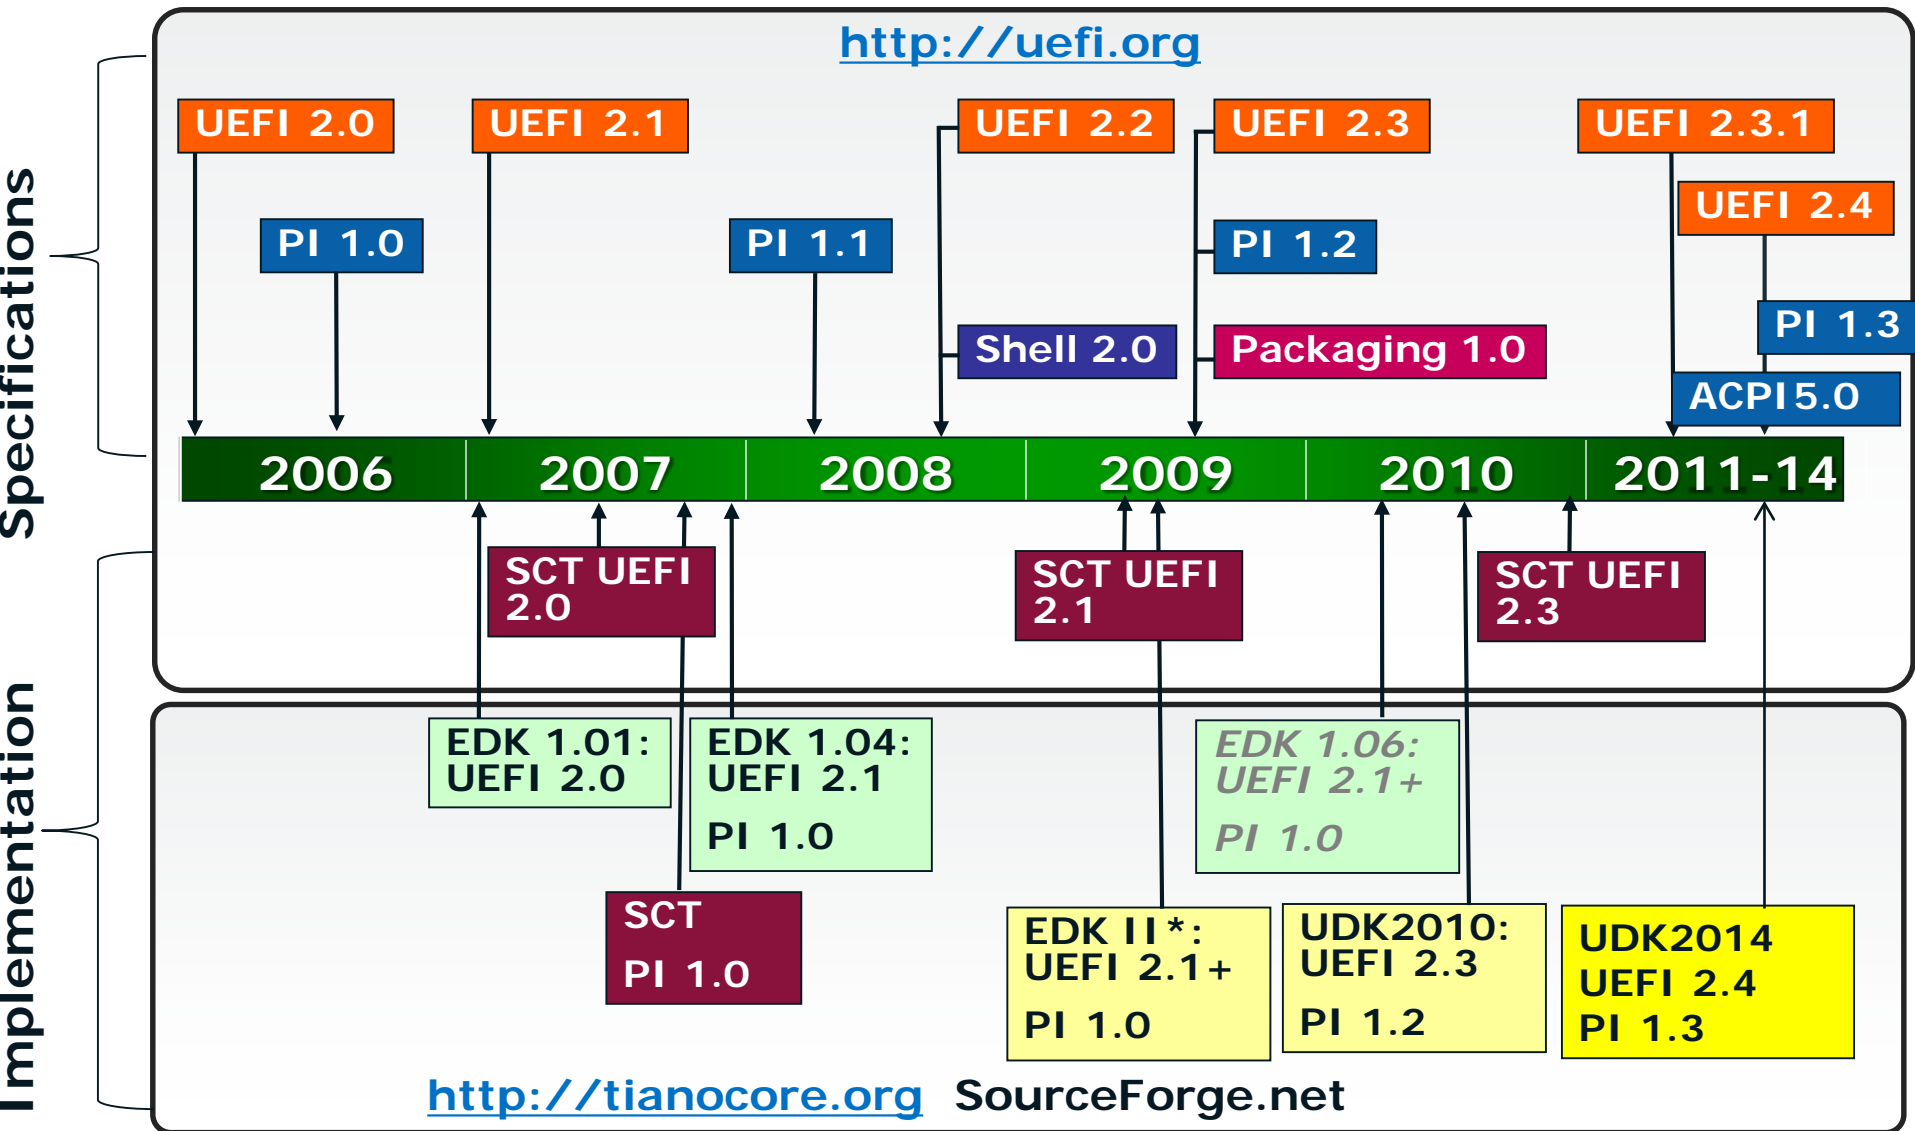 http://uefi.org
UEFI 2.0
UEFI 2.1
UEFI 2.2
UEFI 2.3
UEFI 2.3.1
UEFI 2.4
PI 1.0
PI 1.1
PI 1.2
PI 1.3
Shell 2.0
Packaging 1.0
ACPI5.0
Specifications
2006
2007
2008
2009
2010
2011-14
SCT UEFI
2.0
SCT UEFI
2.1
SCT UEFI
2.3
Implementation
EDK 1.01:
UEFI 2.0
EDK 1.04:
UEFI 2.1
PI 1.0
EDK 1.06:
UEFI 2.1+
PI 1.0
SCT
PI 1.0
EDK II*:
UEFI 2.1+
PI 1.0
UDK2010:
UEFI 2.3
PI 1.2
UDK2014
UEFI 2.4
PI 1.3
http://tianocore.org SourceForge.net